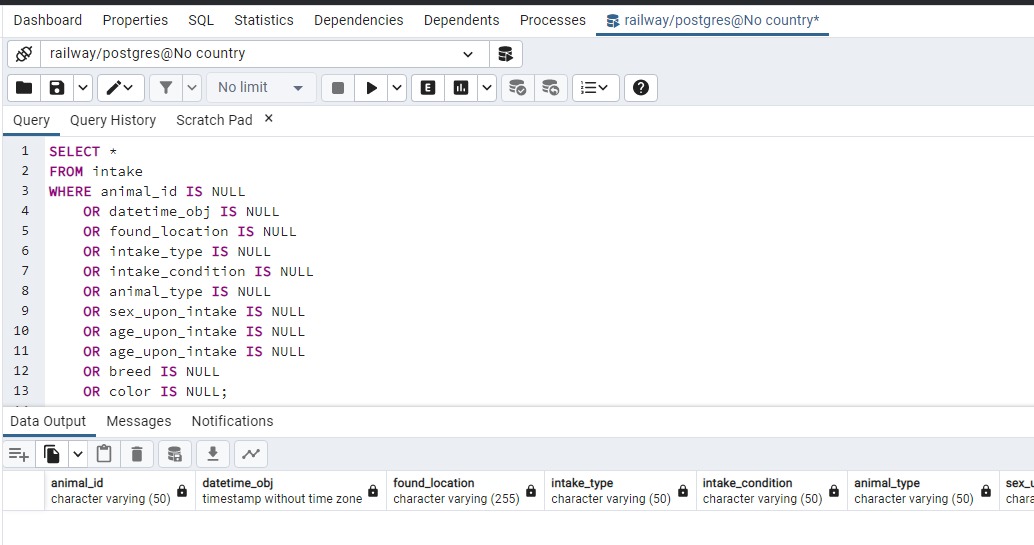 Dashboard Properties SQL Statistics Dependencies Dependents Processes railway/postgres@No country*
railway/postgres@No country
No limit
E
Query Query History Scratch Pad ×
1 SELECT *
2 FROM intake
3 WHERE animal_id IS NULL
4 OR datetime_obj IS NULL
5 OR found_location IS NULL
6 OR intake_type IS NULL
7 OR intake_condition IS NULL
8 OR animal_type IS NULL
9 OR sex_upon_intake IS NULL
10 OR age_upon_intake IS NULL
11 OR age_upon_intake IS NULL
12 OR breed IS NULL
13 OR color IS NULL;
Data Output Messages Notifications
animal_id datetime_obj found_location intake_type intake_condition animal_type sex_u
character varying (50) timestamp without time zone character varying (255) character varying (50) character varying (50) character varying (50) chara